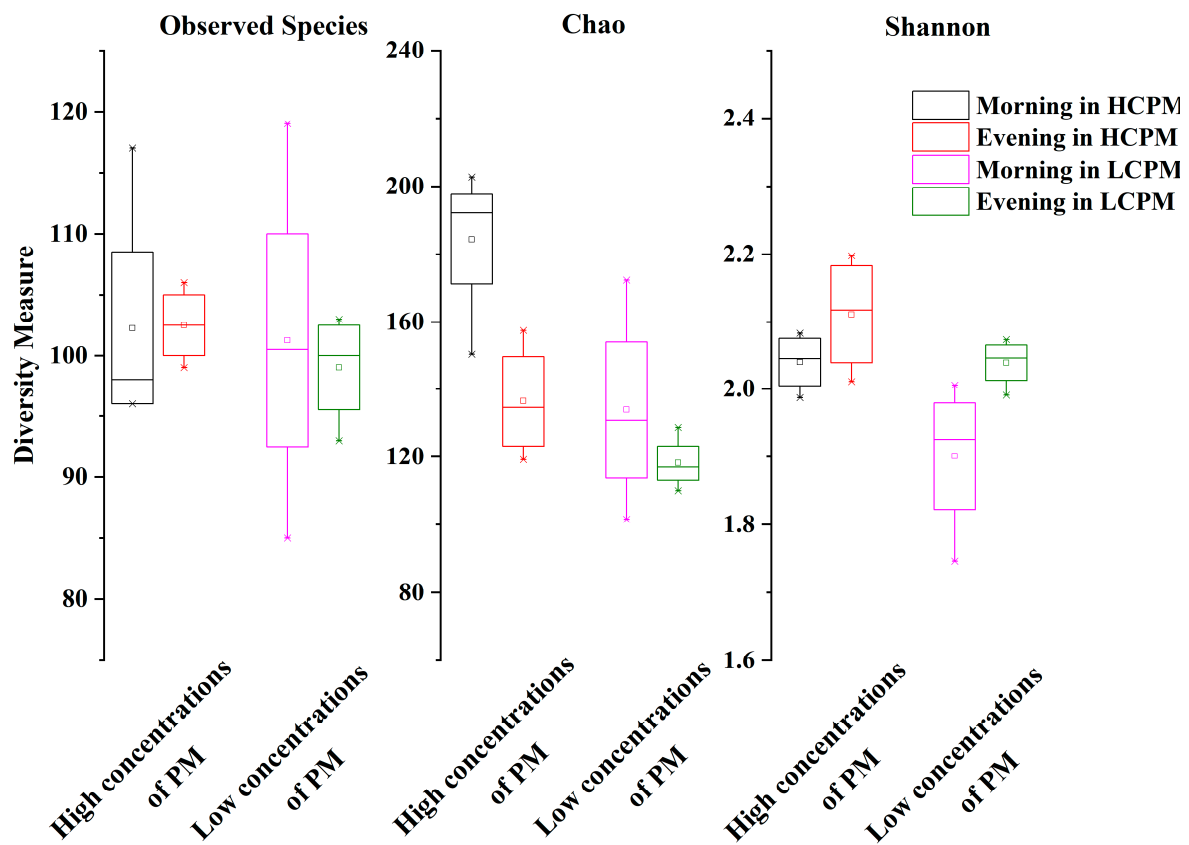 Observed Species
Chao
Shannon
Diversity Measure
120
110
100
90
80
240
200
160
120
80
2.4
2.2
2.0
1.8
1.6
Morning in HCPM
Evening in HCPM
Morning in LCPM
Evening in LCPM
High concentrations
of PM
Low concentrations
of PM
High concentrations
of PM
Low concentrations
of PM
High concentrations
of PM
Low concentrations
of PM